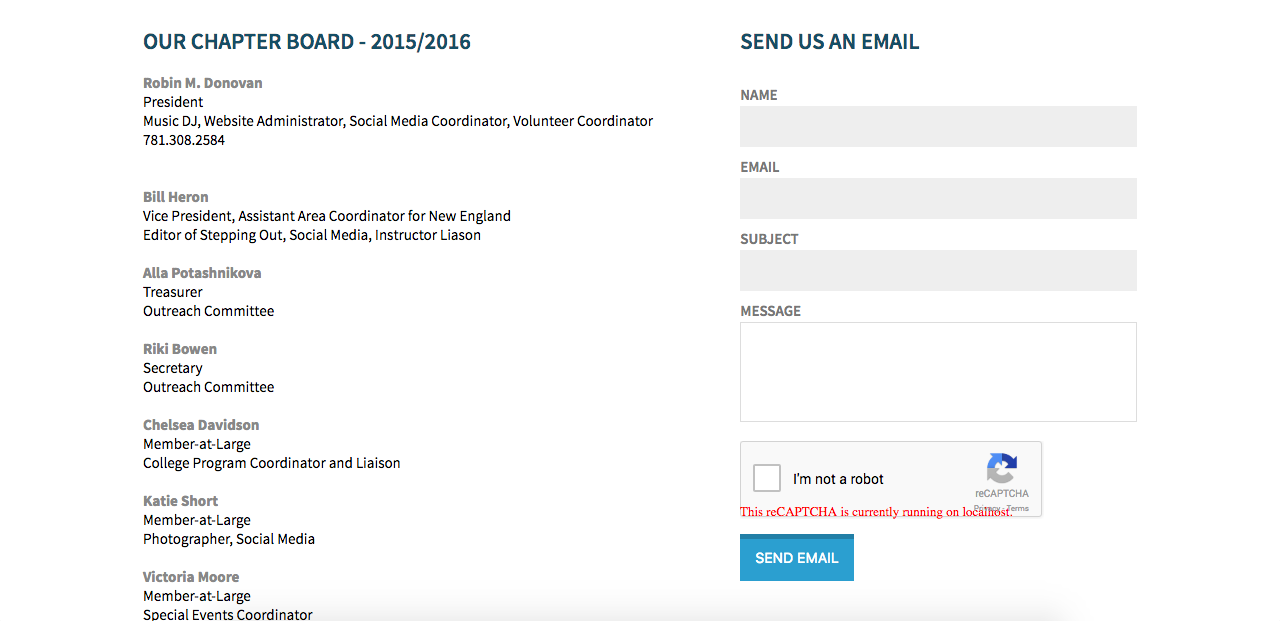 OUR CHAPTER BOARD - 2015/2016
Robin M. Donovan
President
Music DJ, Website Administrator, Social Media Coordinator, Volunteer Coordinator
781.308.2584
Bill Heron
Vice President, Assistant Area Coordinator for New England
Editor of Stepping Out, Social Media, Instructor Liason
Alla Potashnikova
Treasurer
Outreach Committee
Riki Bowen
Secretary
Outreach Committee
Chelsea Davidson
Member-at-Large
College Program Coordinator and Liaison
Katie Short
Member-at-Large
Photographer, Social Media
Victoria Moore
Member-at-Large
Special Events Coordinator
SEND US AN EMAIL
NAME
EMAIL
SUBJECT
MESSAGE
I'm not a robot
reCAPTCHA
Privacy - Terms
This reCAPTCHA is currently running on localhost.
SEND EMAIL